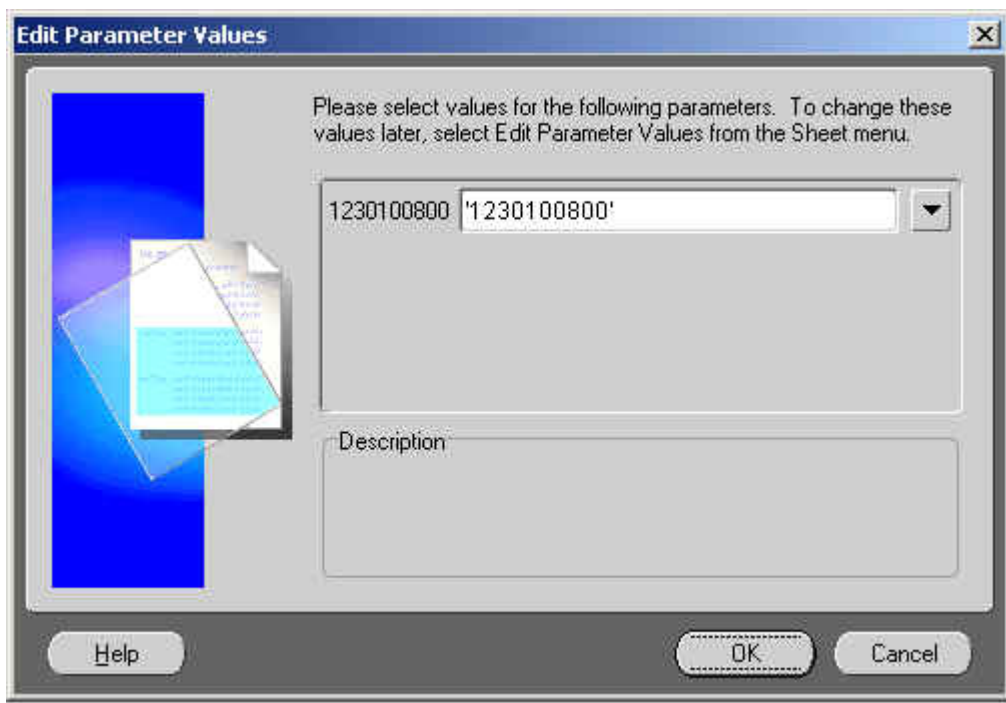 Edit Parameter Values
Please select values for the following parameters. To change these
values later, select Edit Parameter Values from the Sheet menu.
1230100800 '1230100800'
Description
Help OK Cancel